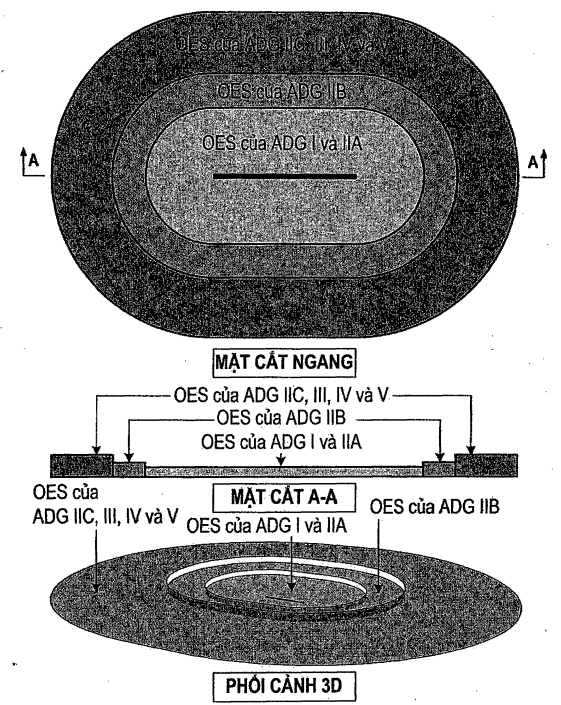 OES của ADG IIC, III, IV và V
OES của ADG IIB
OES của ADG I và IIA
A
A
MẶT CẮT NGANG
OES của ADG IIC, III, IV và V
OES của ADG IIB
OES của ADG I và IIA
MẶT CẮT A-A
OES của
ADG IIC, III, IV và V
OES của ADG I và IIA
OES của ADG IIB
PHỐI CẢNH 3D